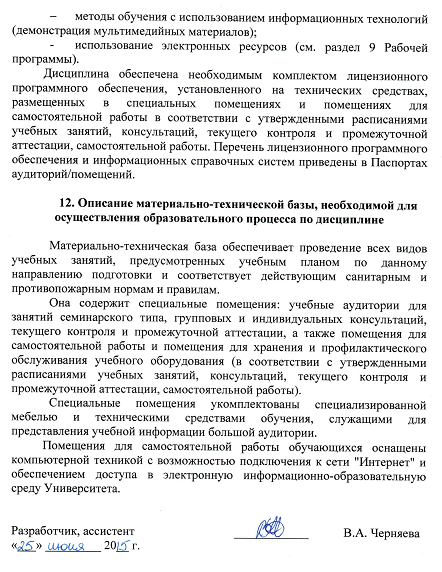 – методы обучения с использованием информационных технологий
(демонстрация мультимедийных материалов);
- использование электронных ресурсов (см. раздел 9 Рабочей
программы).
Дисциплина обеспечена необходимым комплектом лицензионного
программного обеспечения, установленного на технических средствах,
размещенных в специальных помещениях и помещениях для
самостоятельной работы в соответствии с утвержденными расписаниями
учебных занятий, консультаций, текущего контроля и промежуточной
аттестации, самостоятельной работы. Перечень лицензионного программного
обеспечения и информационных справочных систем приведены в Паспортах
аудиторий/помещений.
12. Описание материально-технической базы, необходимой для
осуществления образовательного процесса по дисциплине
Материально-техническая база обеспечивает проведение всех видов
учебных занятий, предусмотренных учебным планом по данному
направлению подготовки и соответствует действующим санитарным и
противопожарным нормам и правилам.
Она содержит специальные помещения: учебные аудитории для
занятий семинарского типа, групповых и индивидуальных консультаций,
текущего контроля и промежуточной аттестации, а также помещения для
самостоятельной работы и помещения для хранения и профилактического
обслуживания учебного оборудования (в соответствии с утвержденными
расписаниями учебных занятий, консультаций, текущего контроля и
промежуточной аттестации, самостоятельной работы).
Специальные помещения укомплектованы специализированной
мебелью и техническими средствами обучения, служащими для
представления учебной информации большой аудитории.
Помещения для самостоятельной работы обучающихся оснащены
компьютерной техникой с возможностью подключения к сети "Интернет" и
обеспечением доступа в электронную информационно-образовательную
среду Университета.
Разработчик, ассистент В.А. Черняева
«25» июня 2015 г.